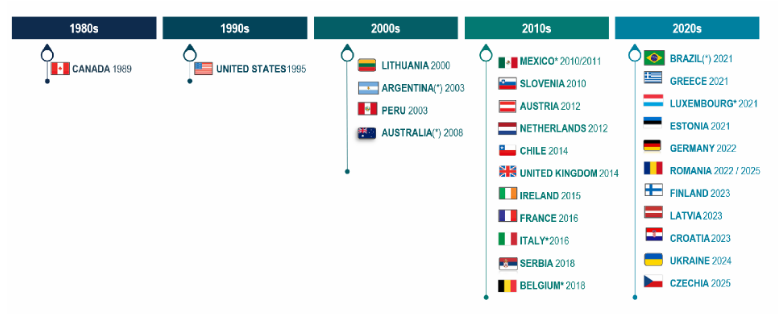 1980s
CANADA 1989
1990s
UNITED STATES 1995
2000s
LITHUANIA 2000
ARGENTINA(*) 2003
PERU 2003
AUSTRALIA(*) 2008
2010s
MEXICO* 2010/2011
SLOVENIA 2010
AUSTRIA 2012
NETHERLANDS 2012
CHILE 2014
UNITED KINGDOM 2014
IRELAND 2015
FRANCE 2016
ITALY* 2016
SERBIA 2018
BELGIUM* 2018
2020s
BRAZIL(*) 2021
GREECE 2021
LUXEMBOURG* 2021
ESTONIA 2021
GERMANY 2022
ROMANIA 2022 / 2025
FINLAND 2023
LATVIA 2023
CROATIA 2023
UKRAINE 2024
CZECHIA 2025